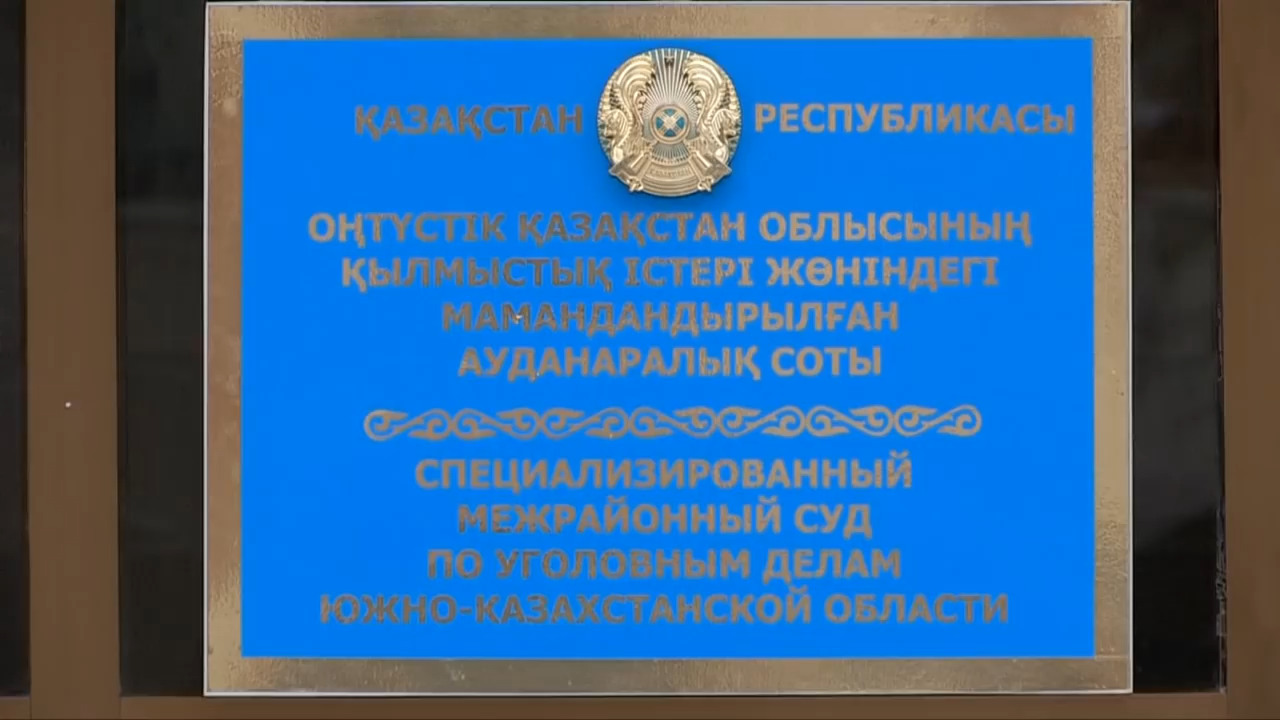 ҚАЗАҚСТАН РЕСПУБЛИКАСЫ
ОҢТҮСТІК ҚАЗАҚСТАН ОБЛЫСЫНЫҢ
ҚЫЛМЫСТЫҚ ІСТЕРІ ЖӨНІНДЕГІ
МАМАНДАНДЫРЫЛҒАН
АУДАНАРАЛЫҚ СОТЫ
СПЕЦИАЛИЗИРОВАННЫЙ
МЕЖРАЙОННЫЙ СУД
ПО УГОЛОВНЫМ ДЕЛАМ
ЮЖНО-КАЗАХСТАНСКОЙ ОБЛАСТИ